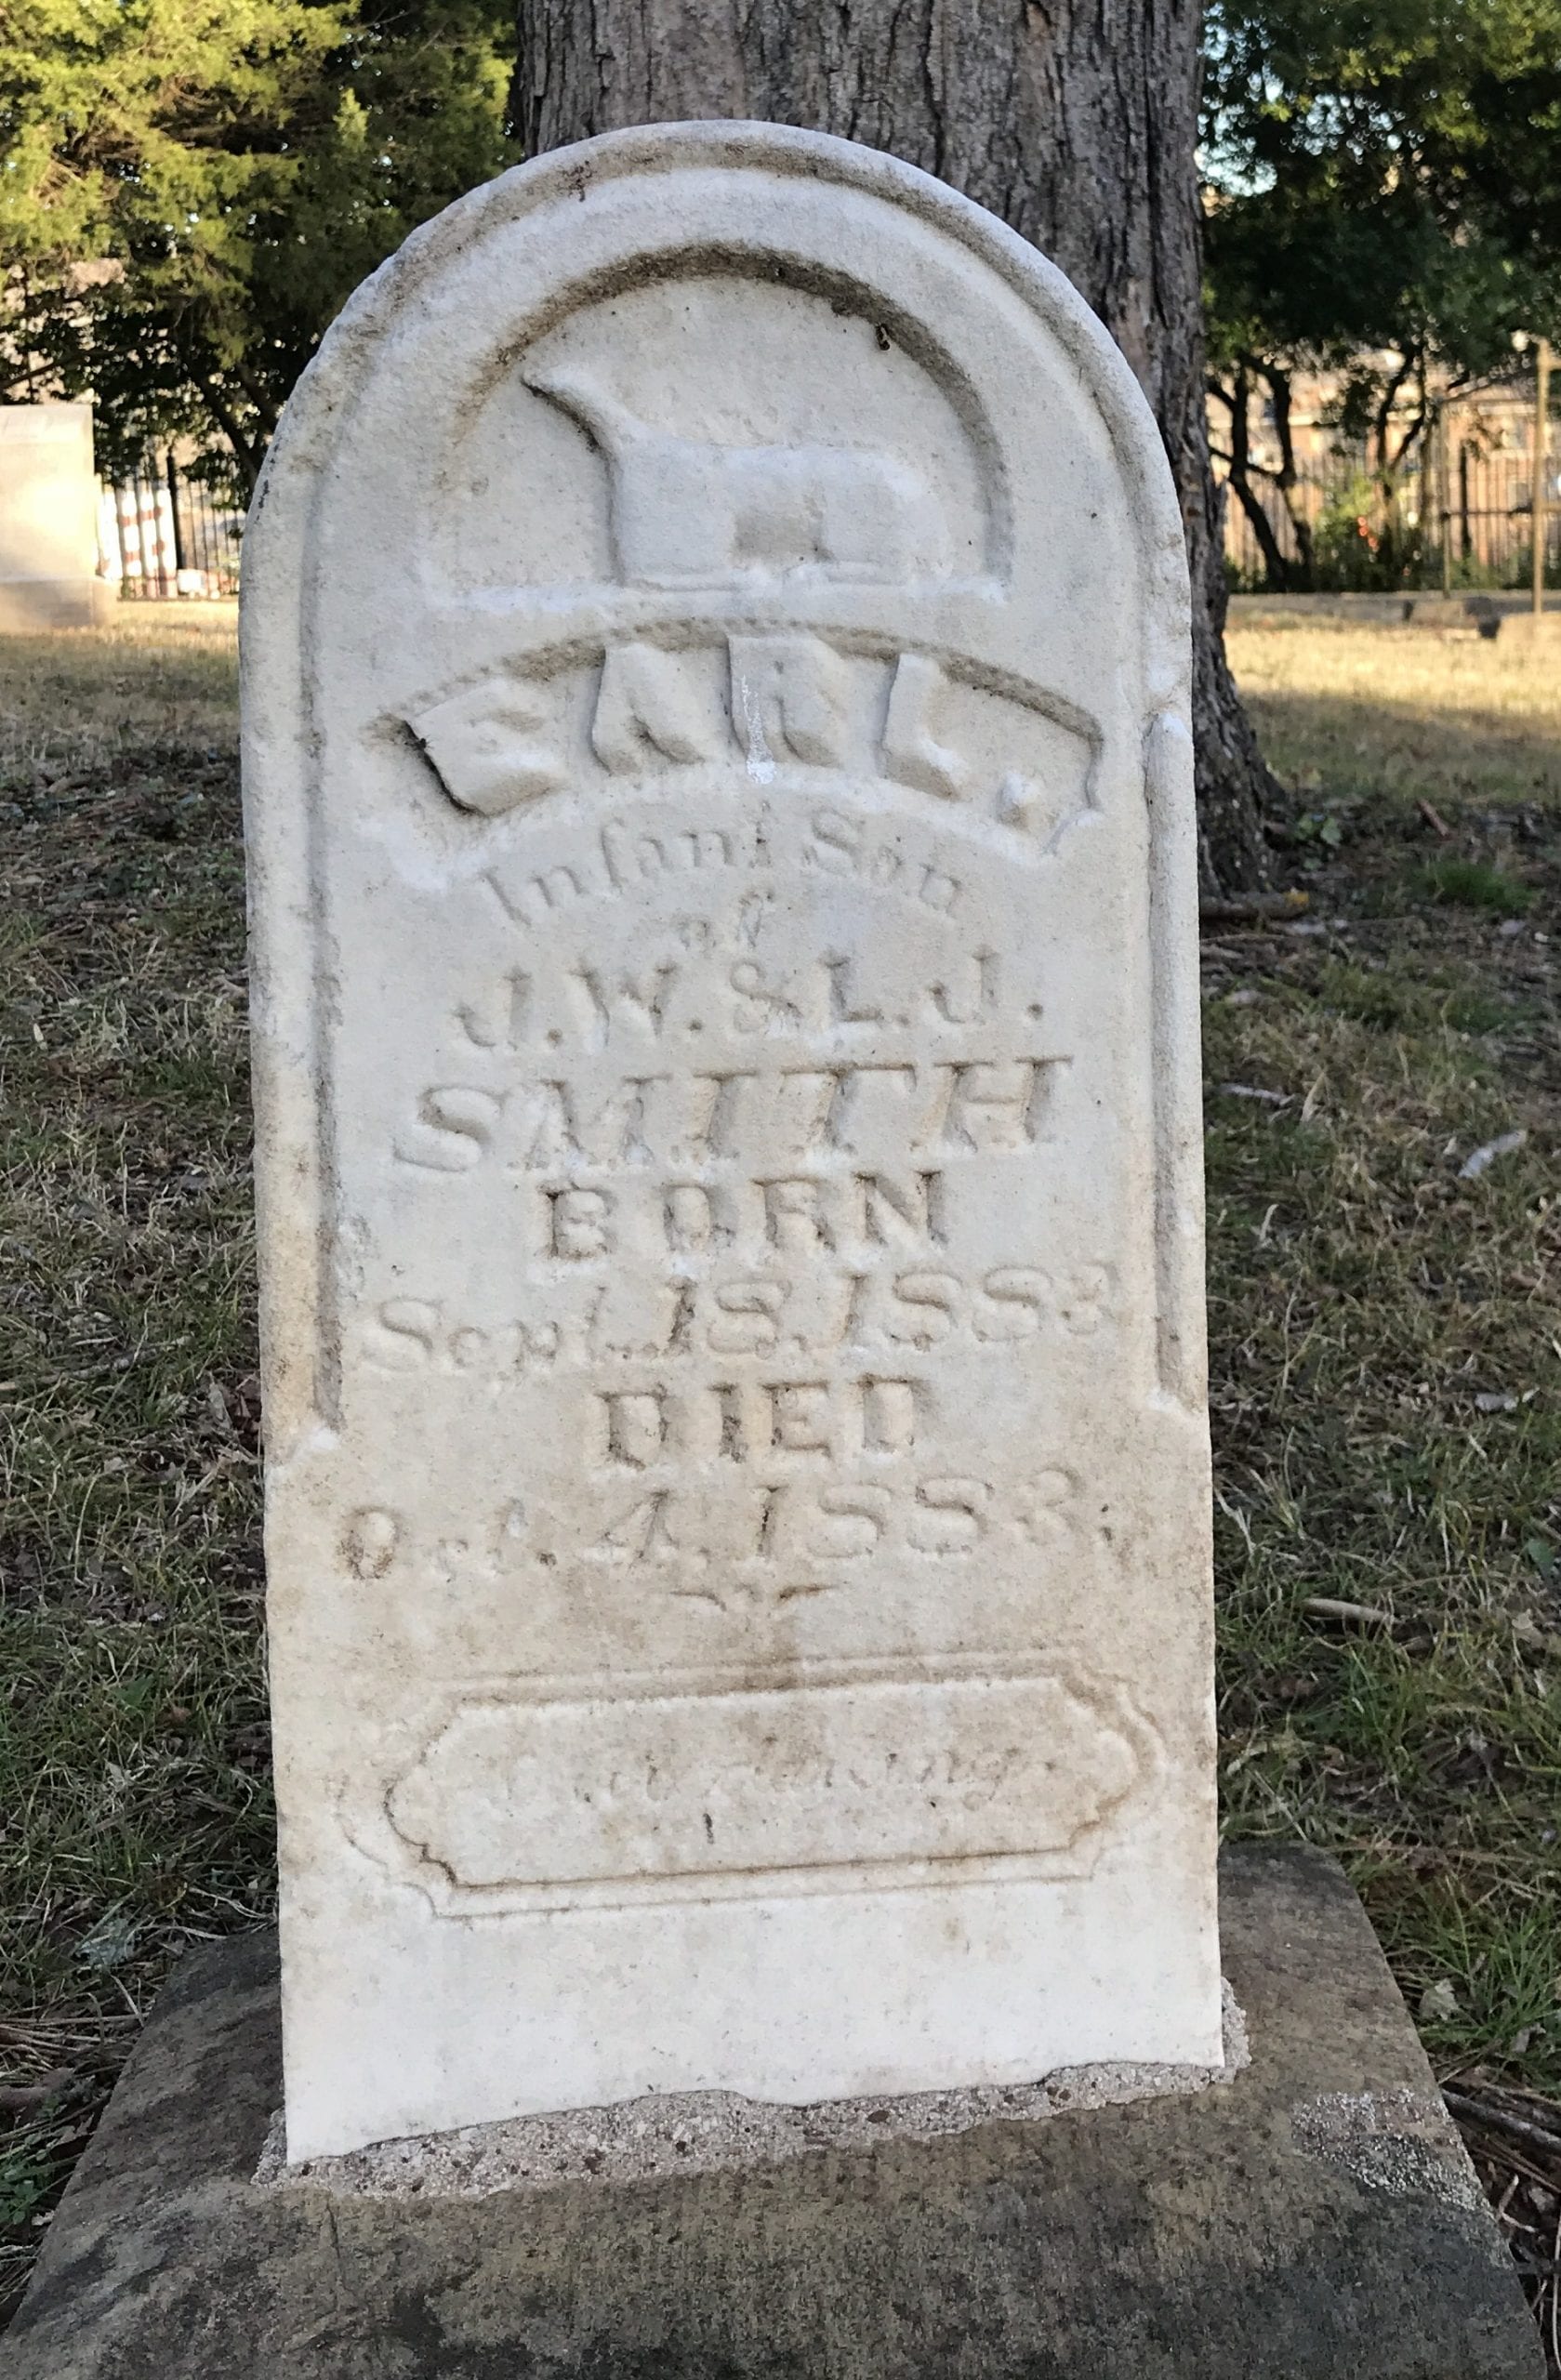 EARL.
Infant Son
of
J.W. & L.J.
SMITH
BORN
Sept. 18. 1883
DIED
Oct. 4. 1883.